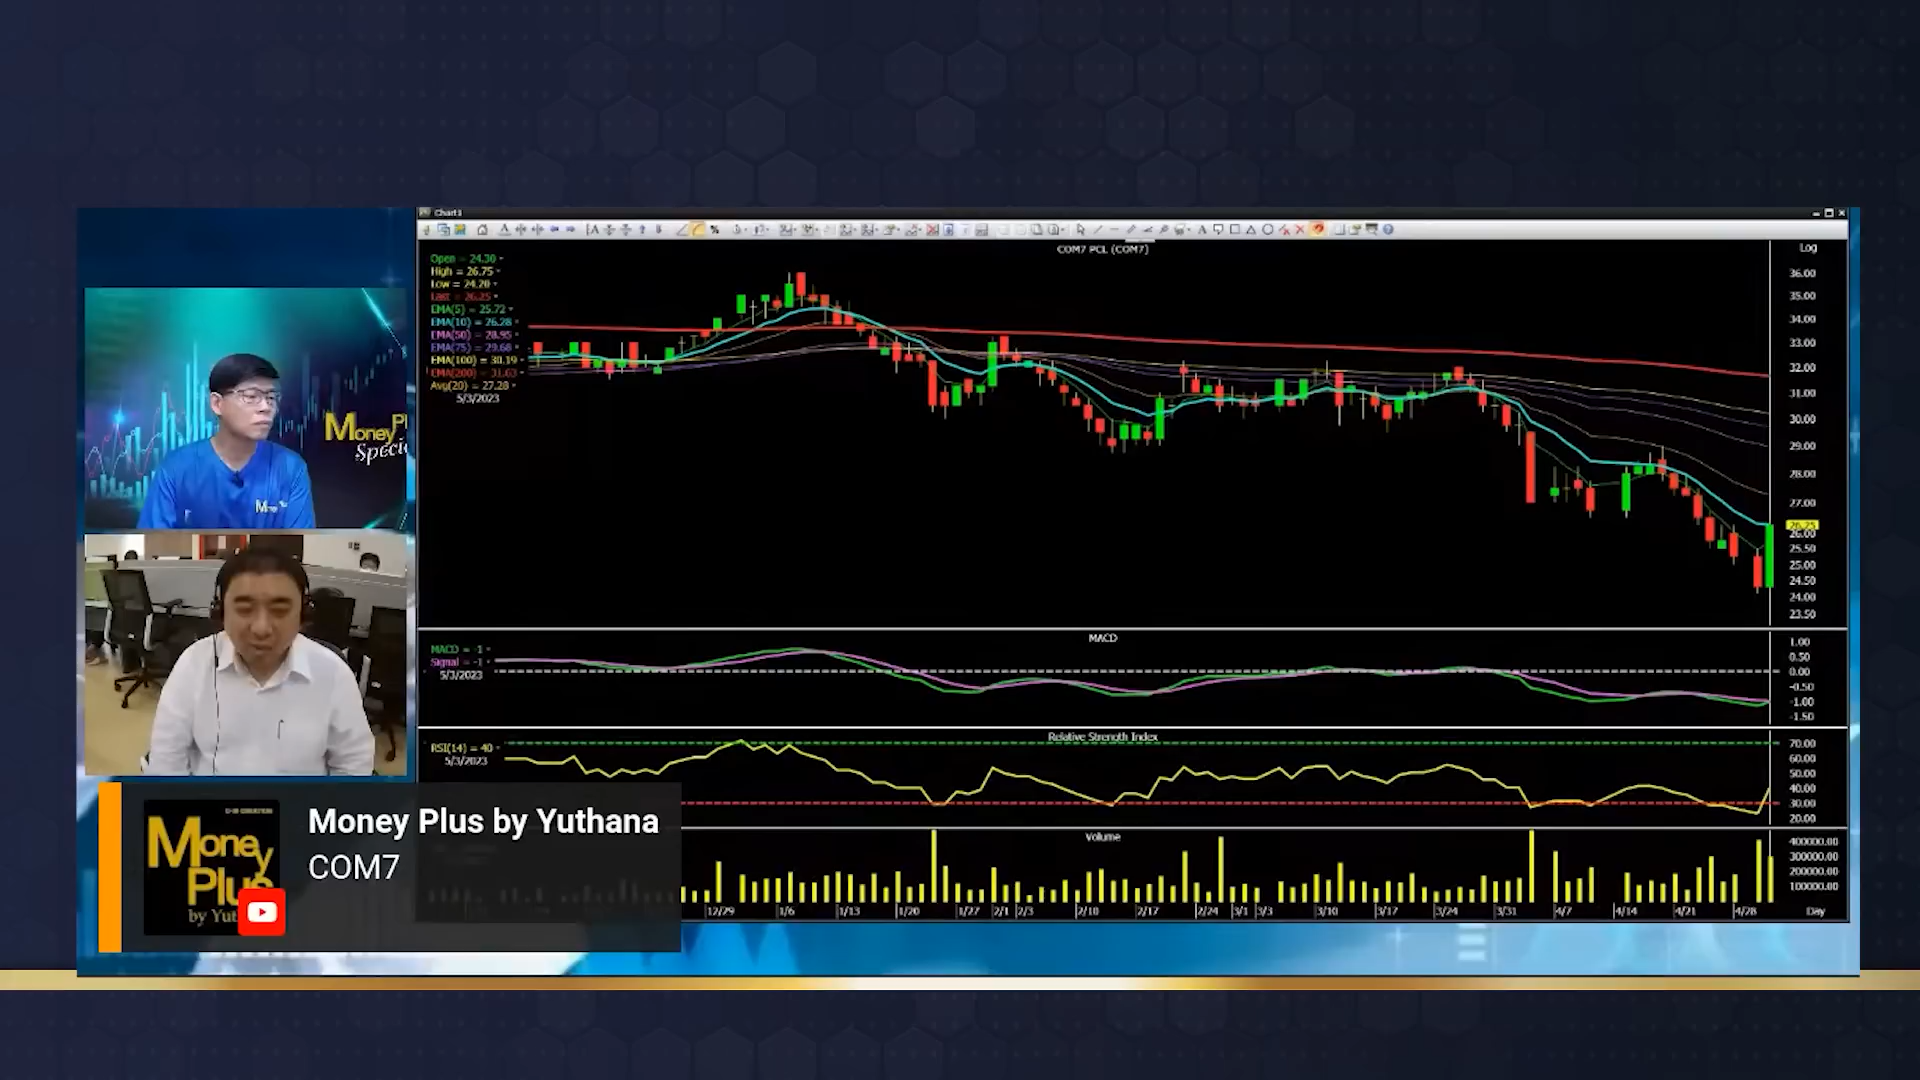 Chart1
COM7 PCL (COM7)
Log
Open = 24.30
High = 26.75
Low = 24.20
Last = 26.25
EMA(5) = 25.72
EMA(10) = 26.28
EMA(50) = 28.95
EMA(75) = 29.68
EMA(100) = 30.19
EMA(200) = 31.63
Avg(20) = 27.28
5/3/2023
36.00
35.00
34.00
33.00
32.00
31.00
30.00
29.00
28.00
27.00
26.25
26.00
25.50
25.00
24.50
24.00
23.50
MACD
MACD = -1
Signal = -1
5/3/2023
1.00
0.50
0.00
-0.50
-1.00
-1.50
Relative Strength Index
RSI(14) = 40
5/3/2023
70.00
60.00
50.00
40.00
30.00
20.00
Volume
400000.00
300000.00
200000.00
100000.00
12/29 1/6 1/13 1/20 1/27 2/1 2/3 2/10 2/17 2/24 3/1 3/3 3/10 3/17 3/24 3/31 4/7 4/14 4/21 4/28 Day
Money Pl
Specia
Money Plus
by Yut
Money Plus by Yuthana
COM7